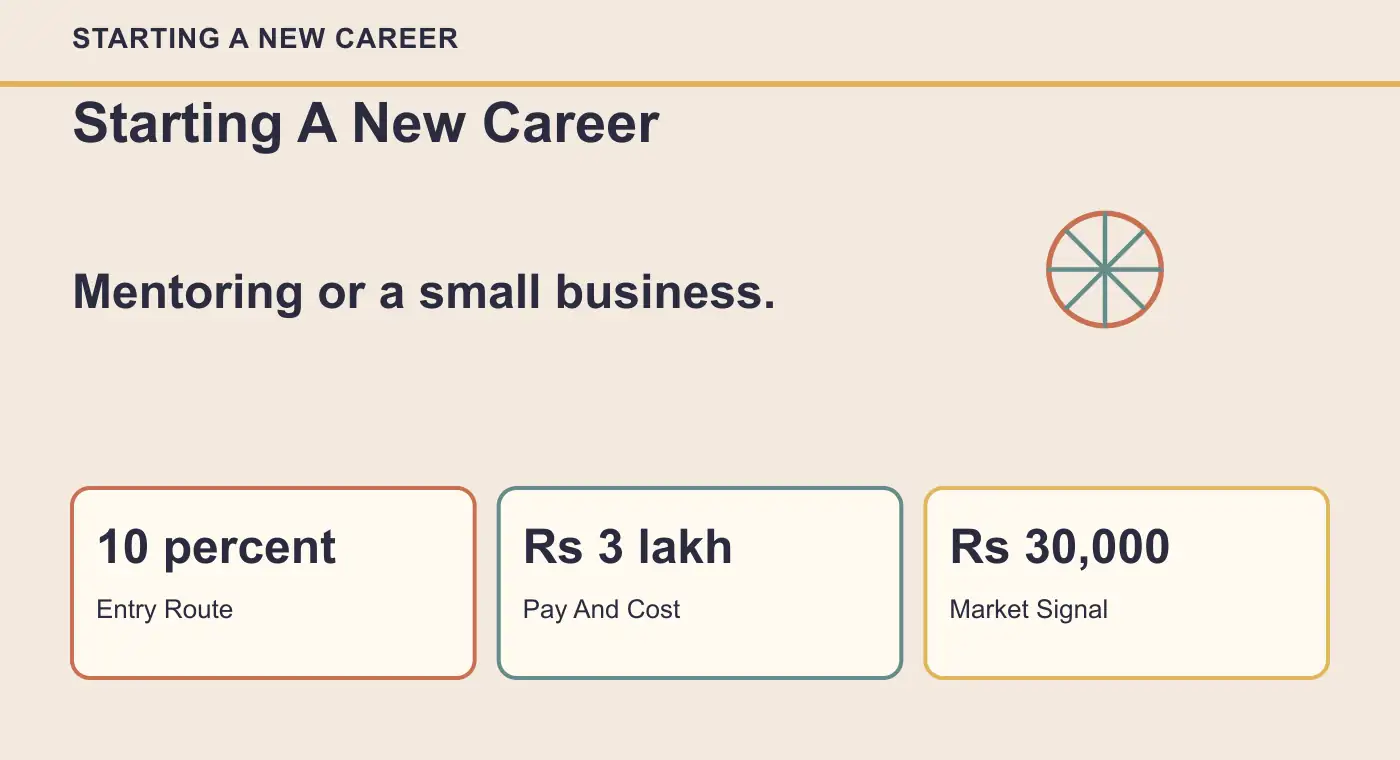 STARTING A NEW CAREER
Starting A New Career
Mentoring or a small business.
10 percent
Entry Route
Rs 3 lakh
Pay And Cost
Rs 30,000
Market Signal